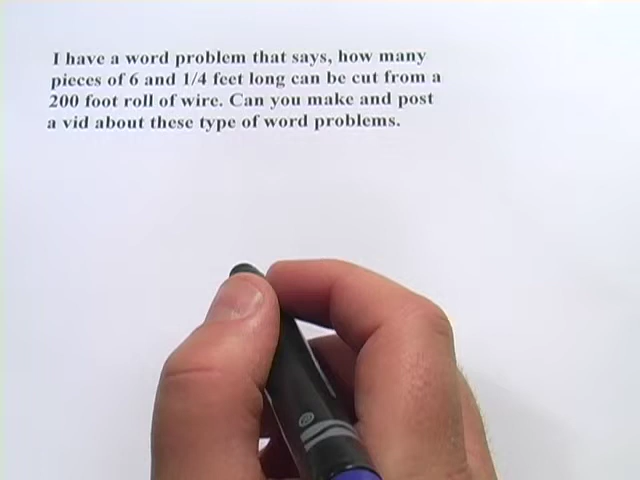 I have a word problem that says, how many
pieces of 6 and 1/4 feet long can be cut from a
200 foot roll of wire. Can you make and post
a vid about these type of word problems.